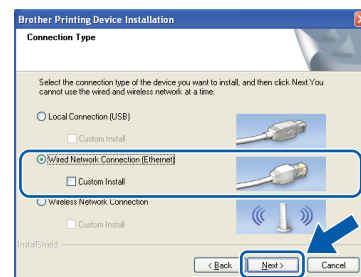 Brother Printing Device Installation
Connection Type
Select the connection type of the device you want to install, and then click Next.You
cannot use the wired and wireless network at a time.
Local Connection (USB)
Custom Install
Wired Network Connection (Ethernet)
Custom Install
Wireless Network Connection
Custom Install
InstallShield
< Back
Next >
Cancel